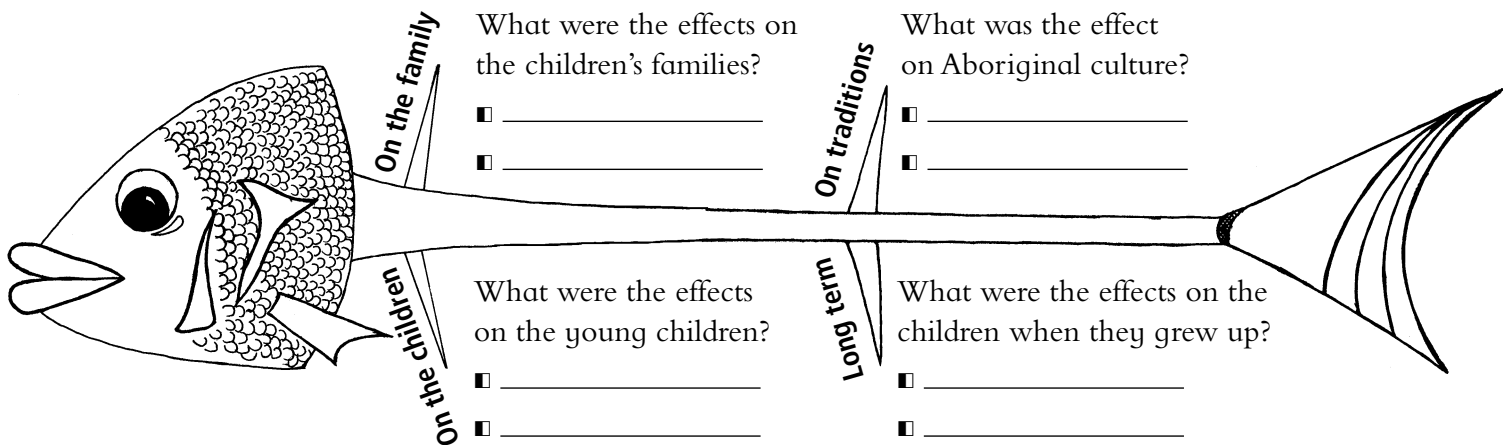 On the family
What were the effects on
the children's families?
On traditions
What was the effect
on Aboriginal culture?
On the children
What were the effects
on the young children?
Long term
What were the effects on the
children when they grew up?